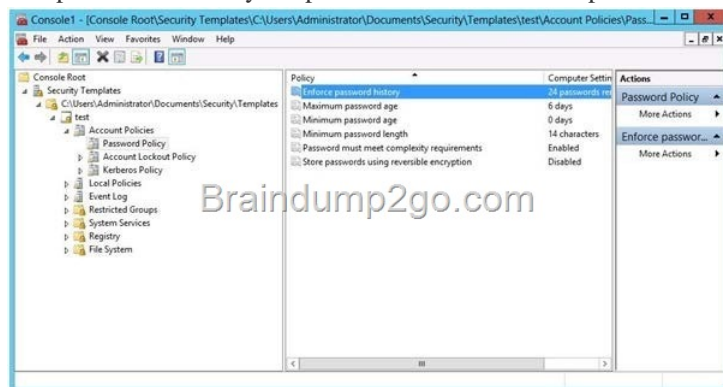 Console1 - [Console Root\Security Templates\C:\Users\Administrator\Documents\Security\Templates\test\Account Policies\Pass...
File Action View Favorites Window Help
Console Root
Security Templates
C:\Users\Administrator\Documents\Security\Templates
test
Account Policies
Password Policy
Account Lockout Policy
Kerberos Policy
Local Policies
Event Log
Restricted Groups
System Services
Registry
File System
Policy Computer Settin
Enforce password history 24 passwords re
Maximum password age 6 days
Minimum password age 0 days
Minimum password length 14 characters
Password must meet complexity requirements Enabled
Store passwords using reversible encryption Disabled
Actions
Password Policy
More Actions
Enforce passwor...
More Actions
Braindump2go.com